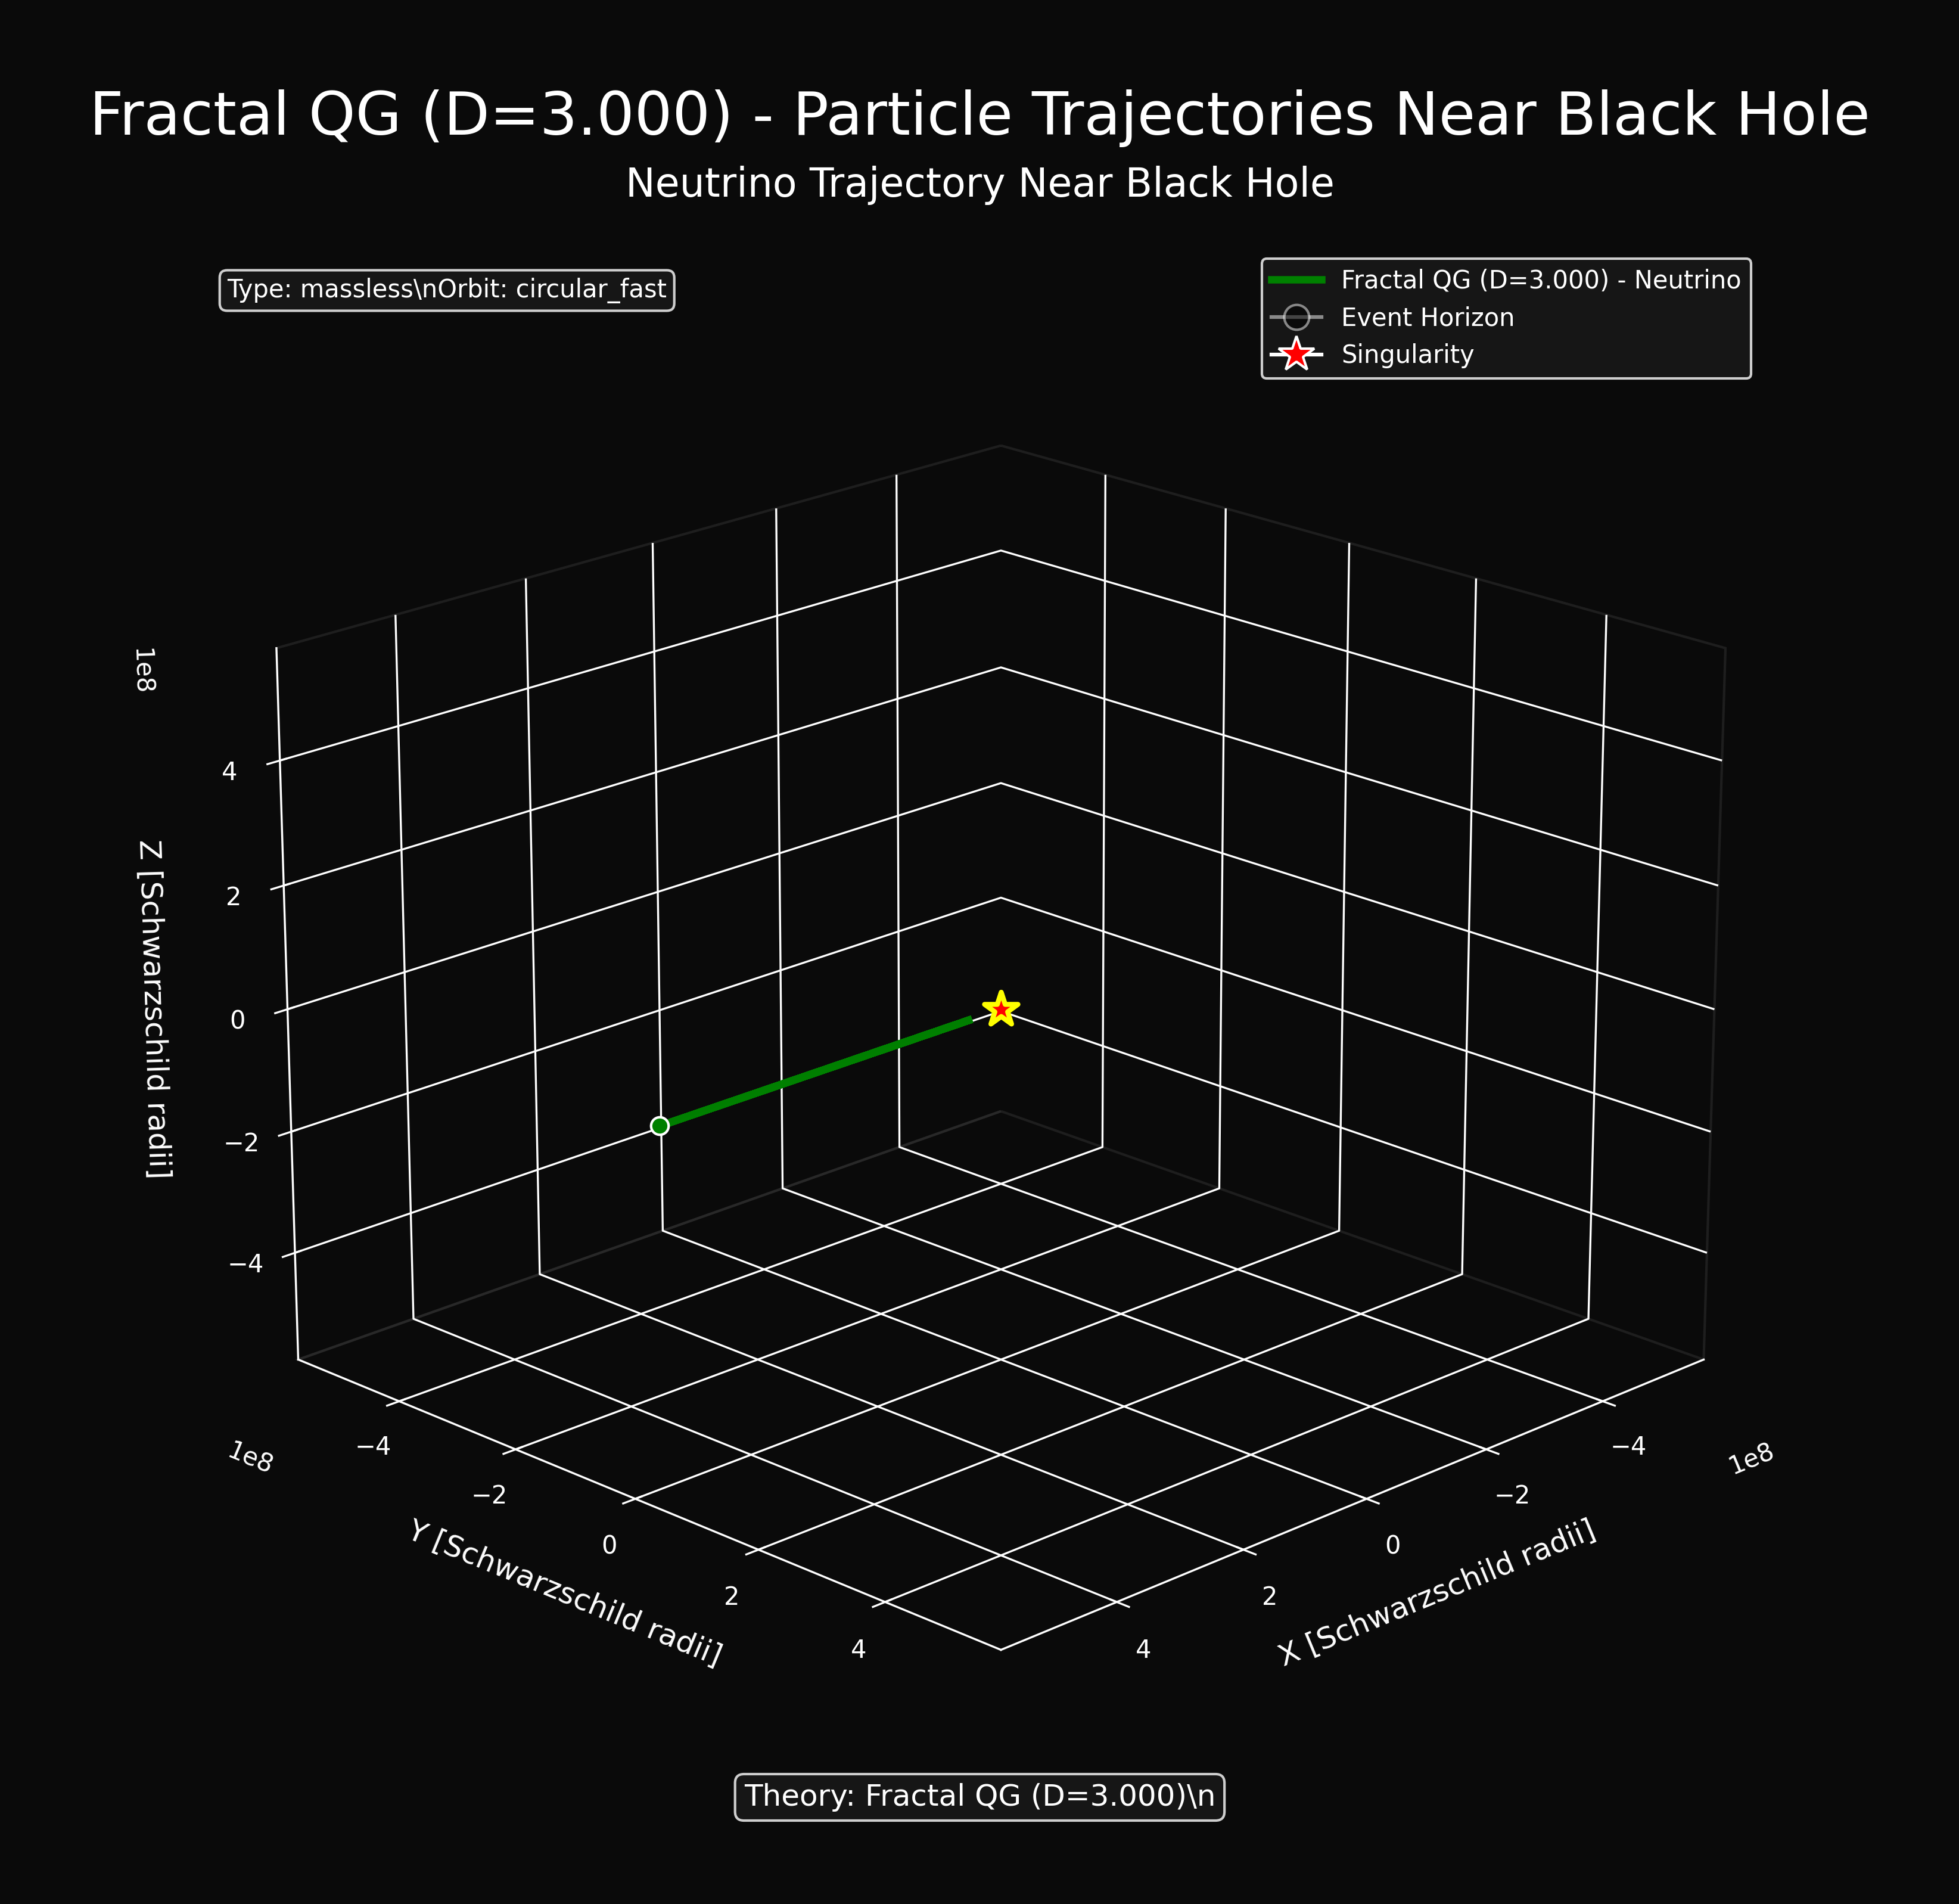 Fractal QG (D=3.000) - Particle Trajectories Near Black Hole
Neutrino Trajectory Near Black Hole
Type: massless\nOrbit: circular_fast
Fractal QG (D=3.000) - Neutrino
Event Horizon
Singularity
1e8
4
2
0
−2
−4
Z [Schwarzschild radii]
1e8
−4
−2
0
2
4
Y [Schwarzschild radii]
4
2
0
−2
−4
1e8
X [Schwarzschild radii]
Theory: Fractal QG (D=3.000)\n